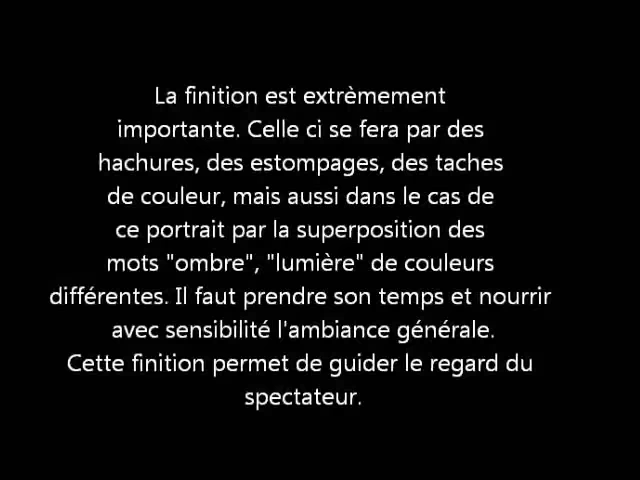 La finition est extrèmement
importante. Celle ci se fera par des
hachures, des estompages, des taches
de couleur, mais aussi dans le cas de
ce portrait par la superposition des
mots "ombre", "lumière" de couleurs
différentes. Il faut prendre son temps et nourrir
avec sensibilité l'ambiance générale.
Cette finition permet de guider le regard du
spectateur.